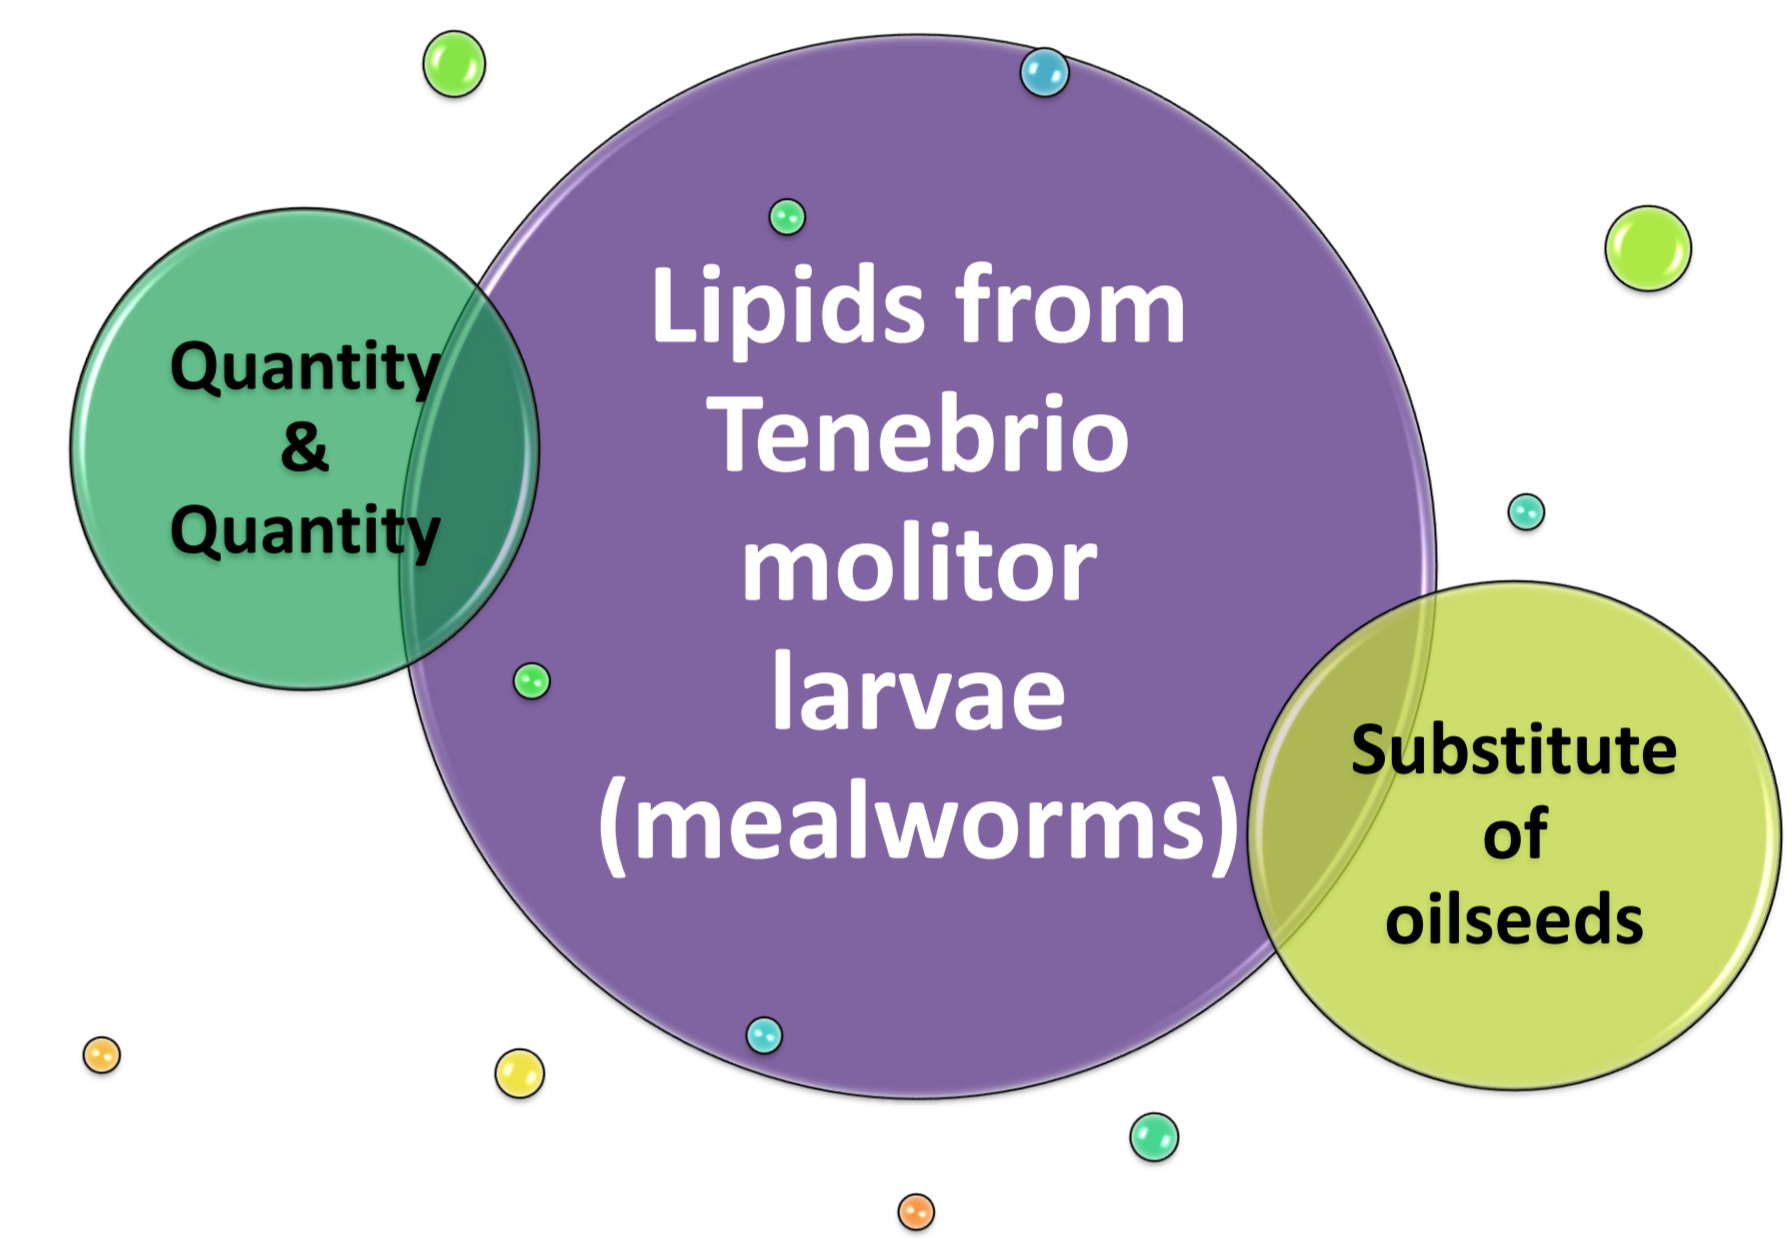 Quantity
&
Quantity
Lipids from
Tenebrio
molitor
larvae
(mealworms)
Substitute
of
oilseeds